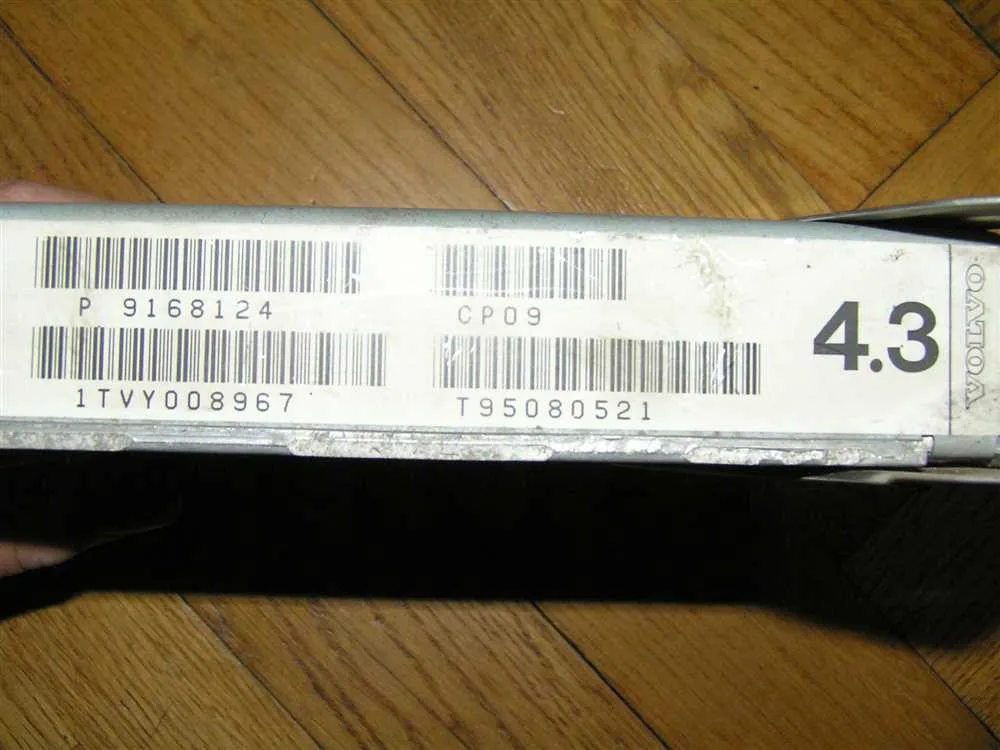 P 9168124
CP09
1TVY008967
T95080521
4.3
VOLVO